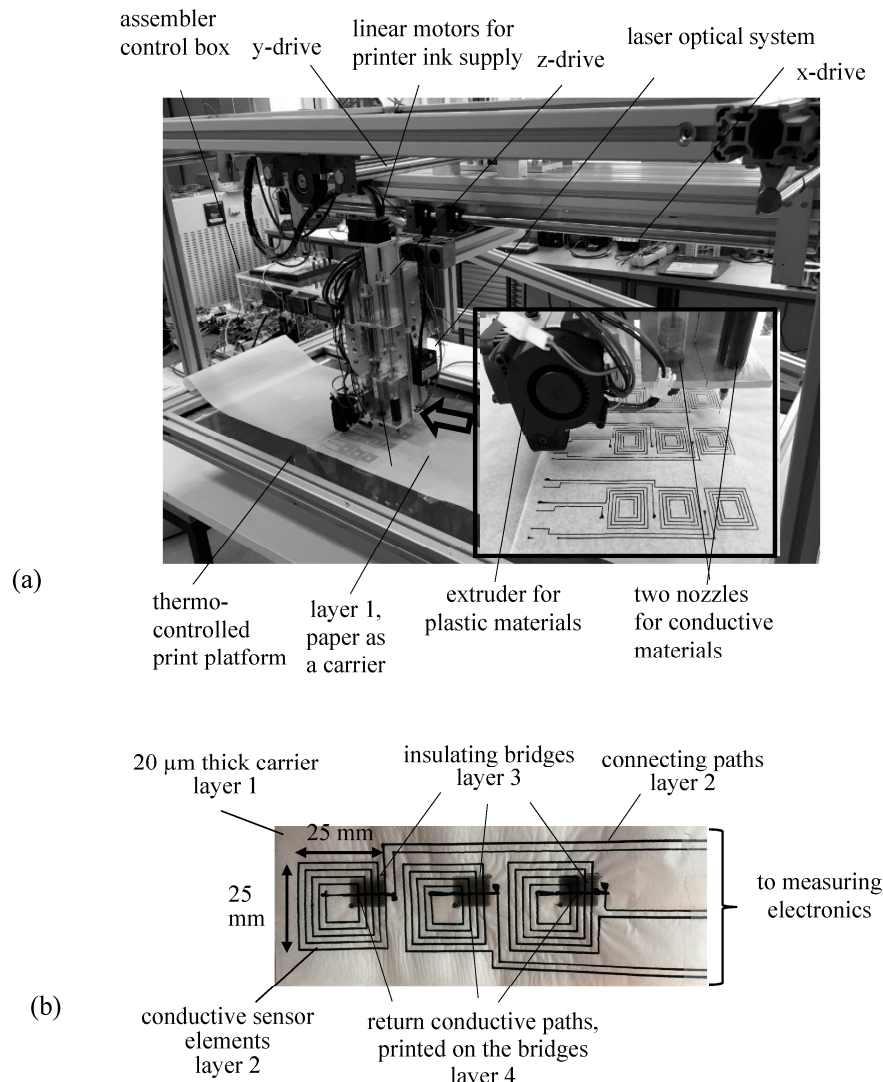 assembler
control box
y-drive
linear motors for
printer ink supply
z-drive
laser optical system
x-drive
(a)
thermo-
controlled
print platform
layer 1,
paper as
a carrier
extruder for
plastic materials
two nozzles
for conductive
materials
20 µm thick carrier
layer 1
insulating bridges
layer 3
connecting paths
layer 2
25 mm
25
mm
to measuring
electronics
(b)
conductive sensor
elements
layer 2
return conductive paths,
printed on the bridges
layer 4